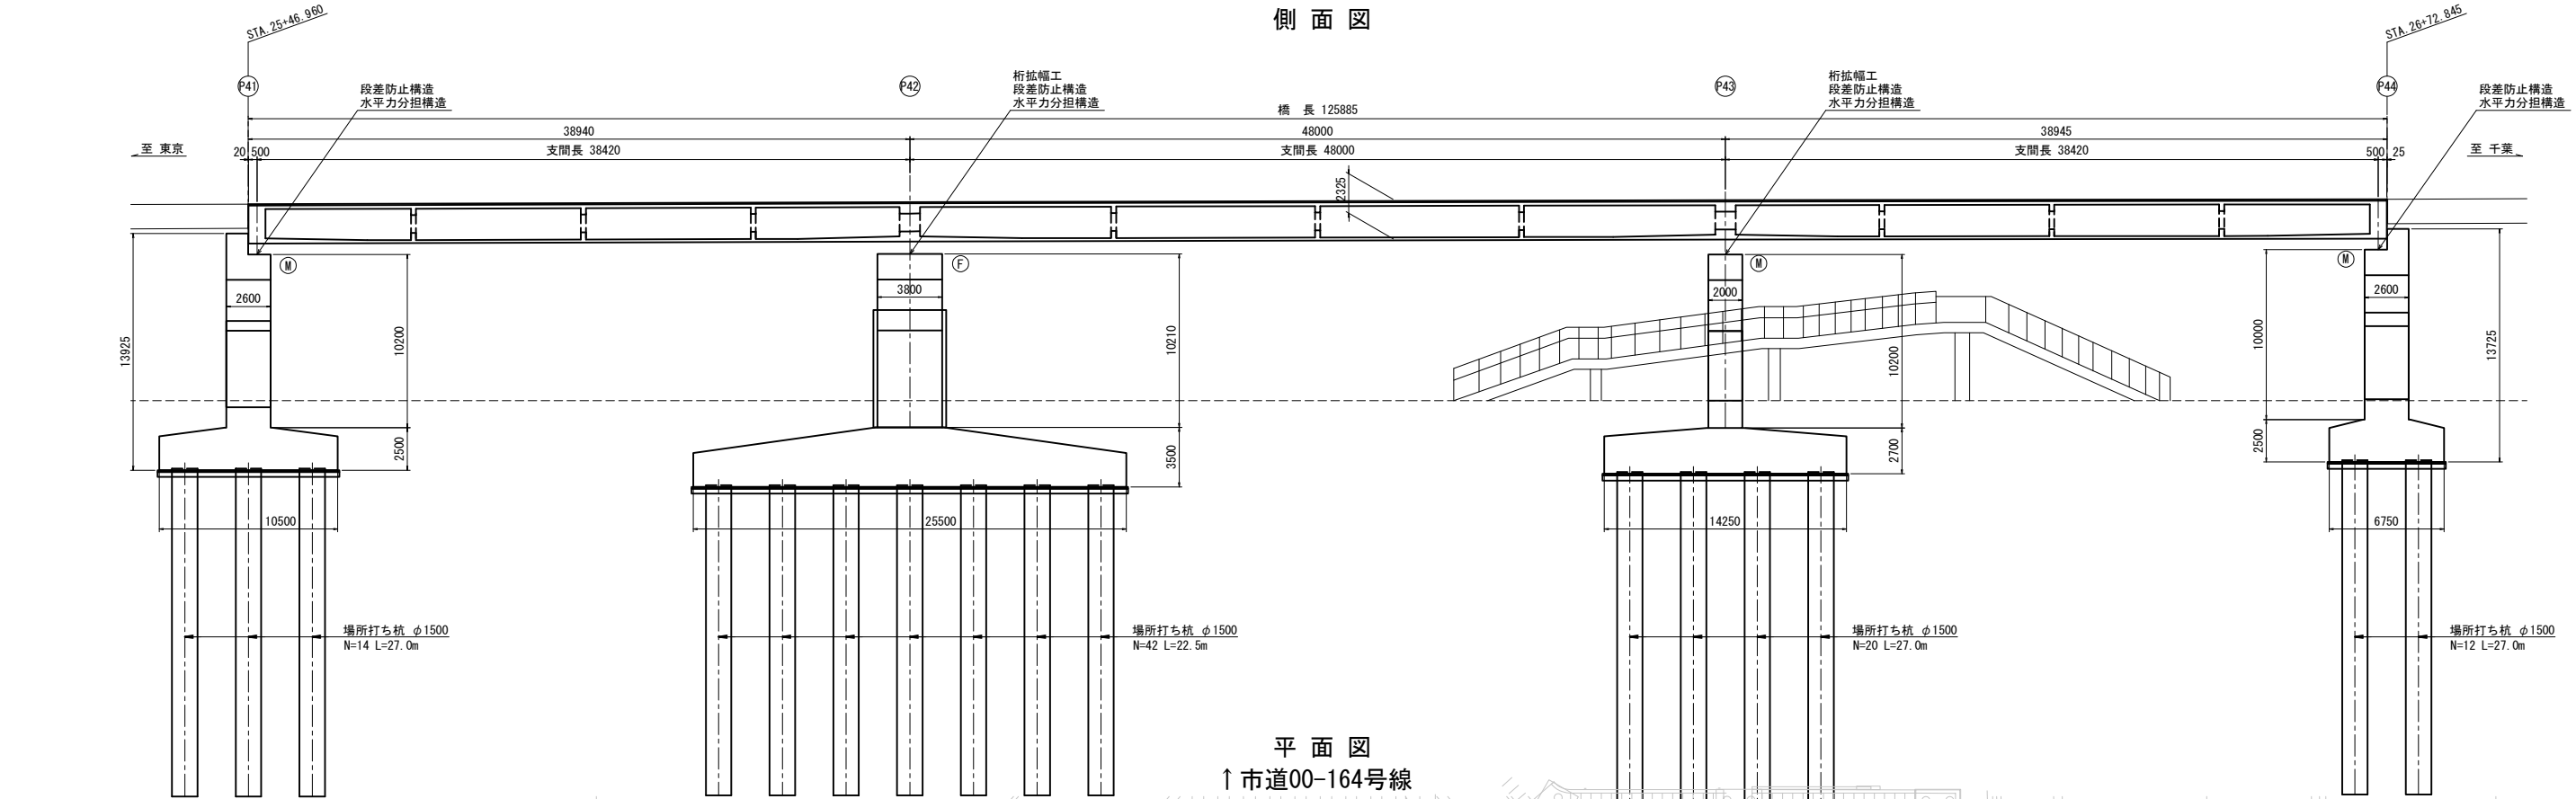 側面図
STA.25+46.960
STA.26+72.845
P41
P42
P43
P44
段差防止構造
水平力分担構造
桁拡幅工
段差防止構造
水平力分担構造
桁拡幅工
段差防止構造
水平力分担構造
段差防止構造
水平力分担構造
橋 長 125885
38940
48000
38945
至 東京
20
500
支間長 38420
支間長 48000
支間長 38420
500
25
至 千葉
2325
M
F
M
M
2600
3800
2000
2600
13925
10200
10210
10200
10000
13725
2500
3500
2700
2500
10500
25500
14250
6750
場所打ち杭 φ1500
N=14 L=27.0m
場所打ち杭 φ1500
N=42 L=22.5m
場所打ち杭 φ1500
N=20 L=27.0m
場所打ち杭 φ1500
N=12 L=27.0m
平面図
↑市道00-164号線